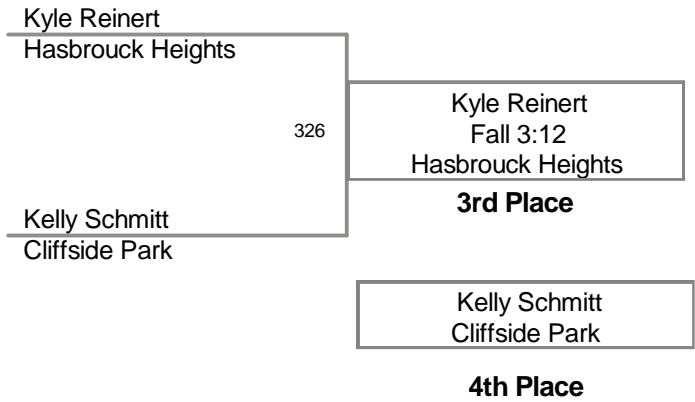 Kyle Reinert
Hasbrouck Heights
326
Kyle Reinert
Fall 3:12
Hasbrouck Heights
3rd Place
Kelly Schmitt
Cliffside Park
Kelly Schmitt
Cliffside Park
4th Place